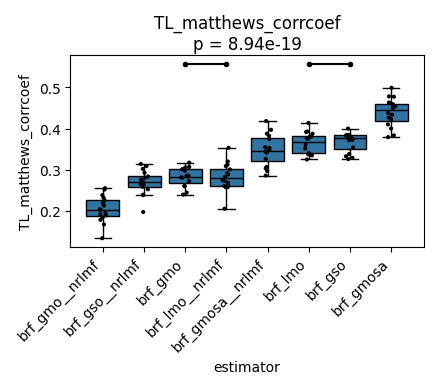 TL_matthews_corrcoef
p = 8.94e-19
TL_matthews_corrcoef
0.5
0.4
0.3
0.2
brf_gmo__nrlmf
brf_gso__nrlmf
brf_gmo
brf_lmo__nrlmf
brf_gmosa__nrlmf
brf_lmo
brf_gso
brf_gmosa
estimator